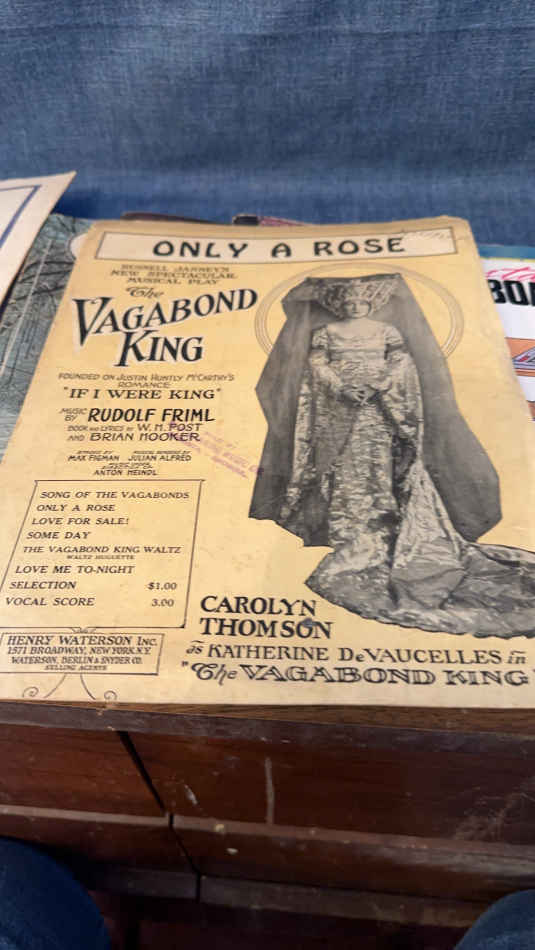 ONLY A ROSE
RUSSELL JANNEY'S
NEW SPECTACULAR
MUSICAL PLAY
The
VAGABOND
KING
FOUNDED ON JUSTIN HUNTLY McCARTHY'S
ROMANCE
"IF I WERE KING"
MUSIC BY RUDOLF FRIML
BOOK AND LYRICS BY W. H. POST
AND BRIAN HOOKER
MAX FIGMAN JULIAN ALFRED
ANTON HEINDL
SONG OF THE VAGABONDS
ONLY A ROSE
LOVE FOR SALE!
SOME DAY
THE VAGABOND KING WALTZ
WALTZ HUGUETTE
LOVE ME TO-NIGHT
SELECTION $1.00
VOCAL SCORE 3.00
HENRY WATERSON INC.
1571 BROADWAY, NEW YORK N.Y.
WATERSON, BERLIN & SNYDER CO.
SELLING AGENTS
CAROLYN
THOMSON
as KATHERINE DeVAUCELLES in
"The VAGABOND KING"
BOA